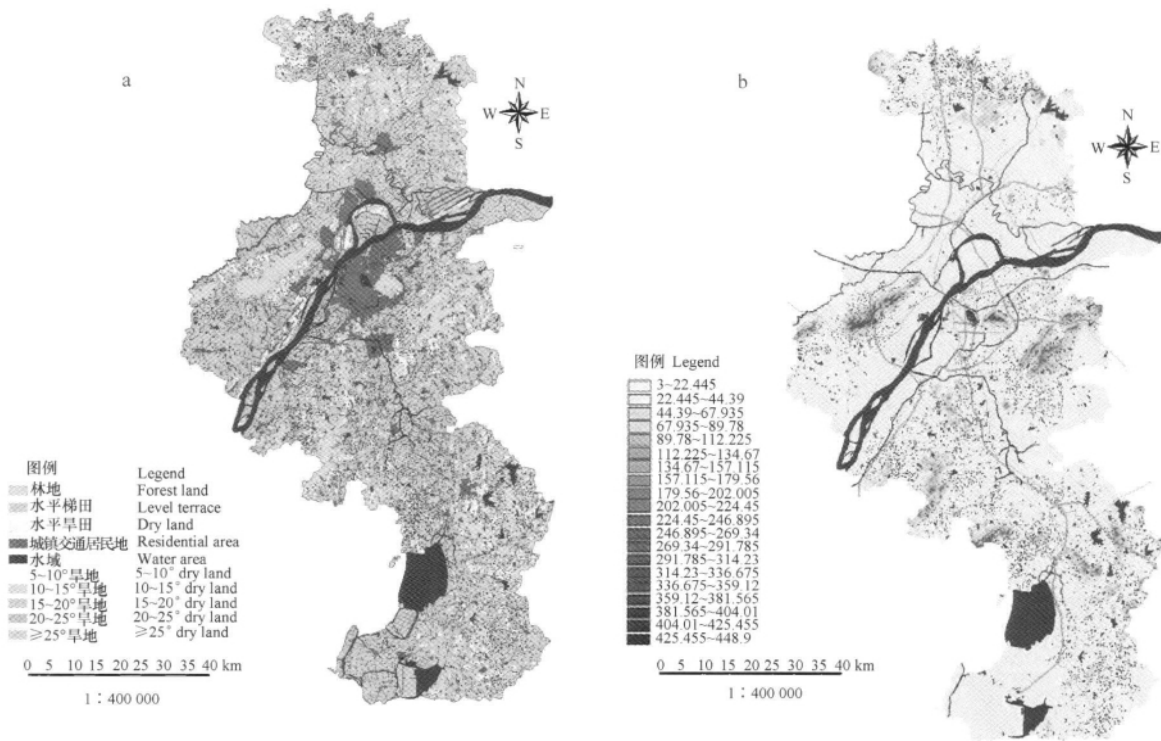 a
N
W E
S
图例 Legend
林地 Forest land
水平梯田 Level terrace
水平旱田 Dry land
城镇交通居民地 Residential area
水域 Water area
5~10°旱地 5~10° dry land
10~15°旱地 10~15° dry land
15~20°旱地 15~20° dry land
20~25°旱地 20~25° dry land
≥25°旱地 ≥25° dry land
0 5 10 15 20 25 30 35 40 km
1∶400 000
b
N
W E
S
图例 Legend
3~22.445
22.445~44.39
44.39~67.935
67.935~89.78
89.78~112.225
112.225~134.67
134.67~157.115
157.115~179.56
179.56~202.005
202.005~224.45
224.45~246.895
246.895~269.34
269.34~291.785
291.785~314.23
314.23~336.675
336.675~359.12
359.12~381.565
381.565~404.01
404.01~425.455
425.455~448.9
0 5 10 15 20 25 30 35 40 km
1∶400 000